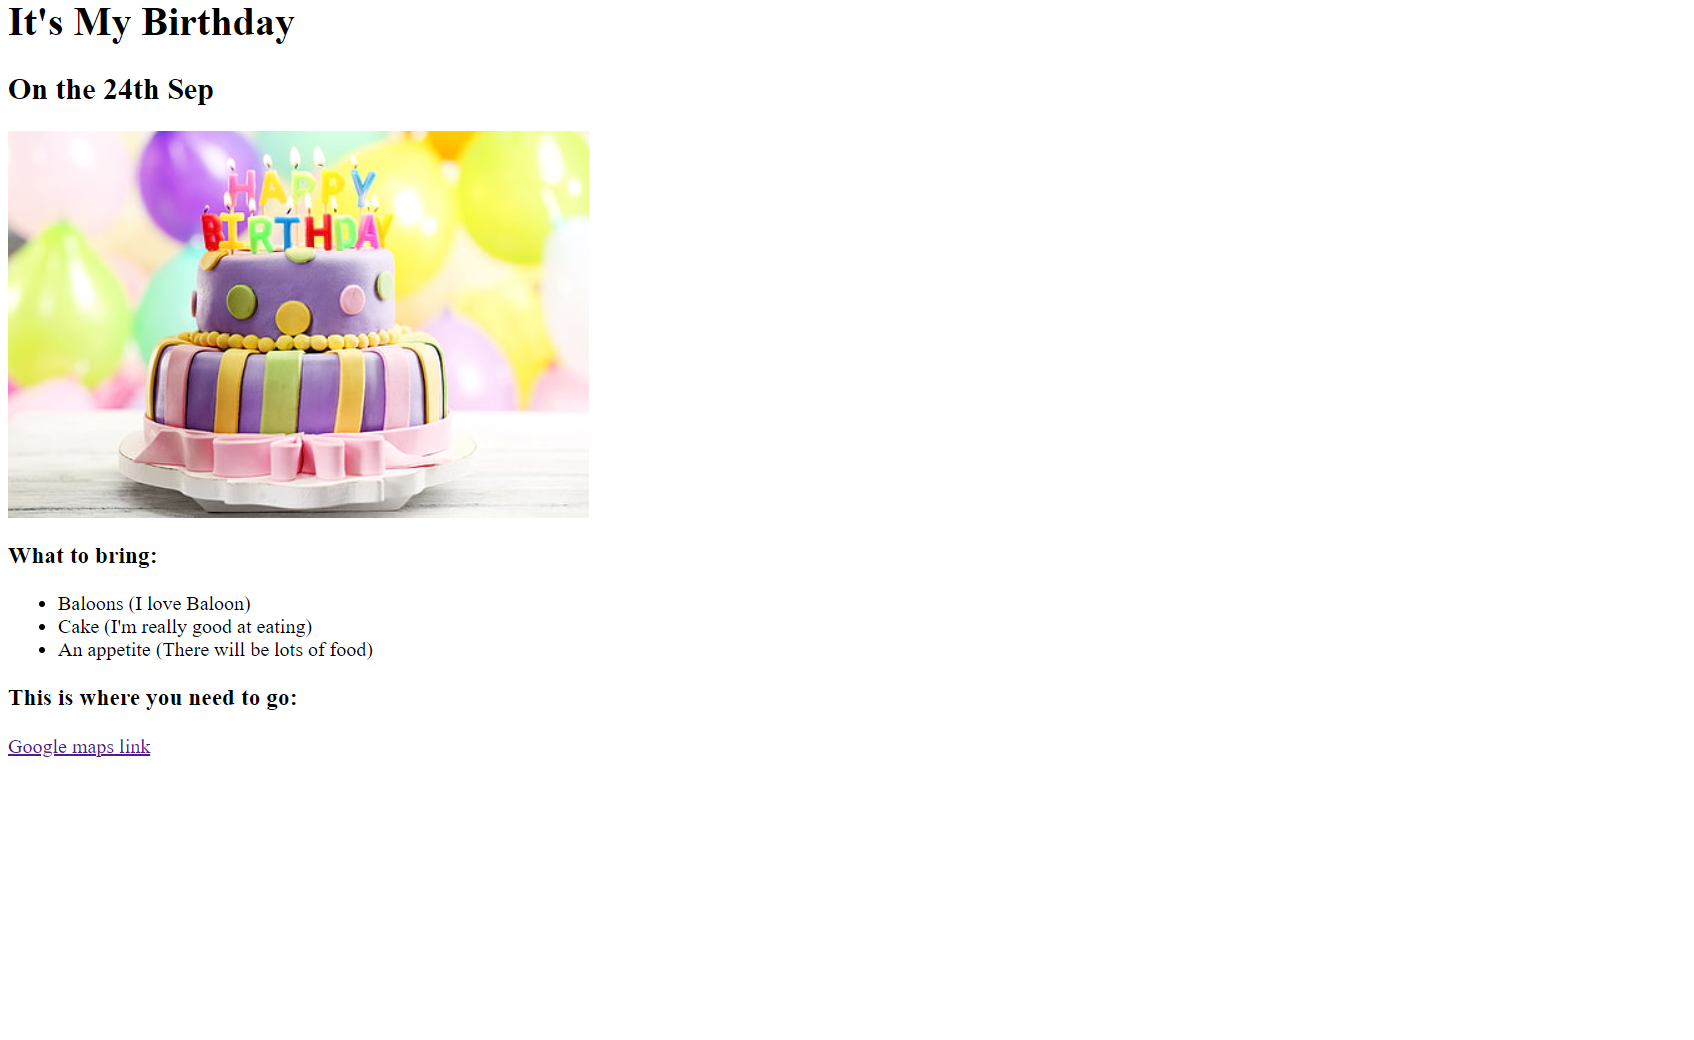 It's My Birthday
On the 24th Sep
HAPPY
BIRTHDAY
What to bring:
Baloons (I love Baloon)
Cake (I'm really good at eating)
An appetite (There will be lots of food)
This is where you need to go:
Google maps link